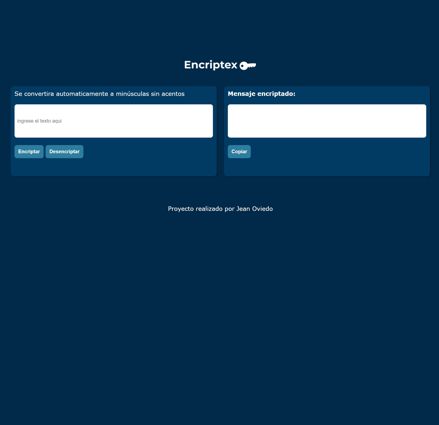 Encriptex
Se convertira automaticamente a minúsculas sin acentos
ingrese el texto aqui
Encriptar
Desencriptar
Mensaje encriptado:
Copiar
Proyecto realizado por Jean Oviedo